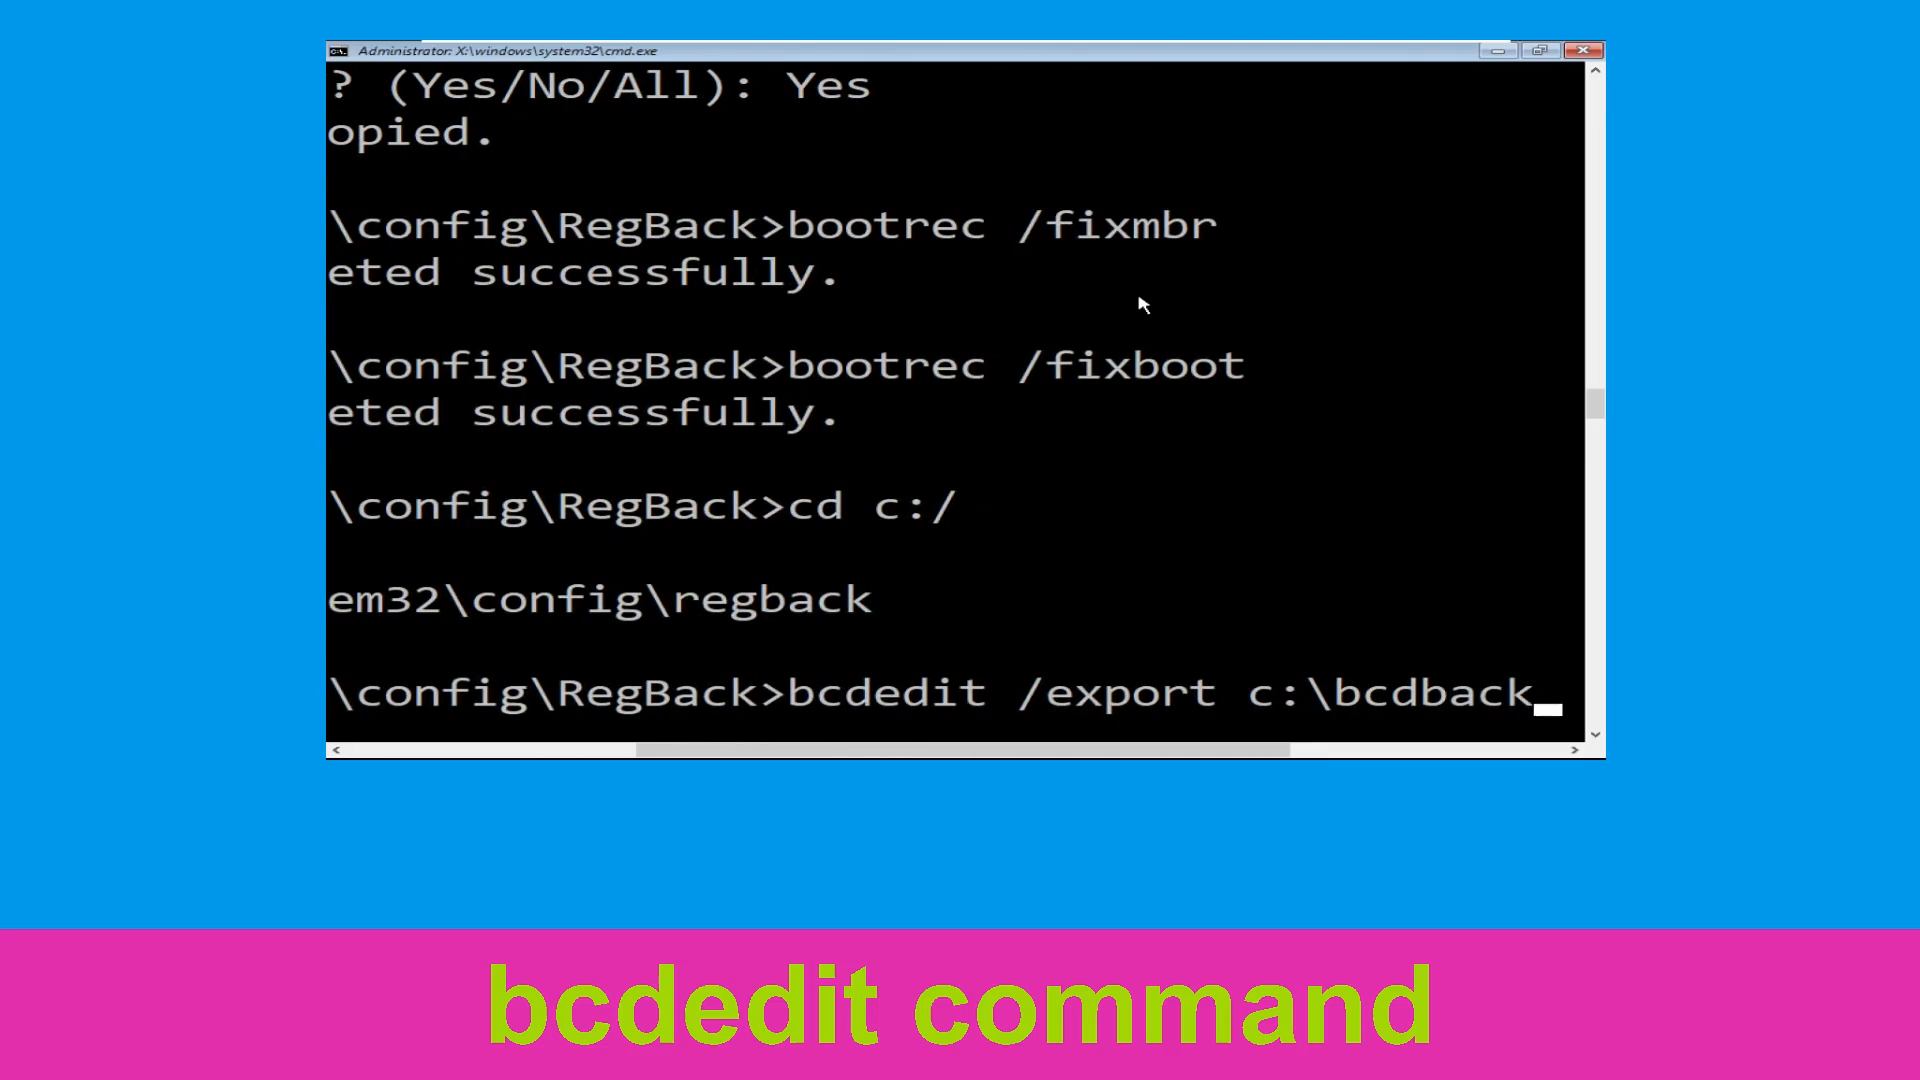 Administrator: X:\windows\system32\cmd.exe
? (Yes/No/All): Yes
opied.
\config\RegBack>bootrec /fixmbr
eted successfully.
\config\RegBack>bootrec /fixboot
eted successfully.
\config\RegBack>cd c:/
em32\config\regback
\config\RegBack>bcdedit /export c:\bcdback
bcdedit command